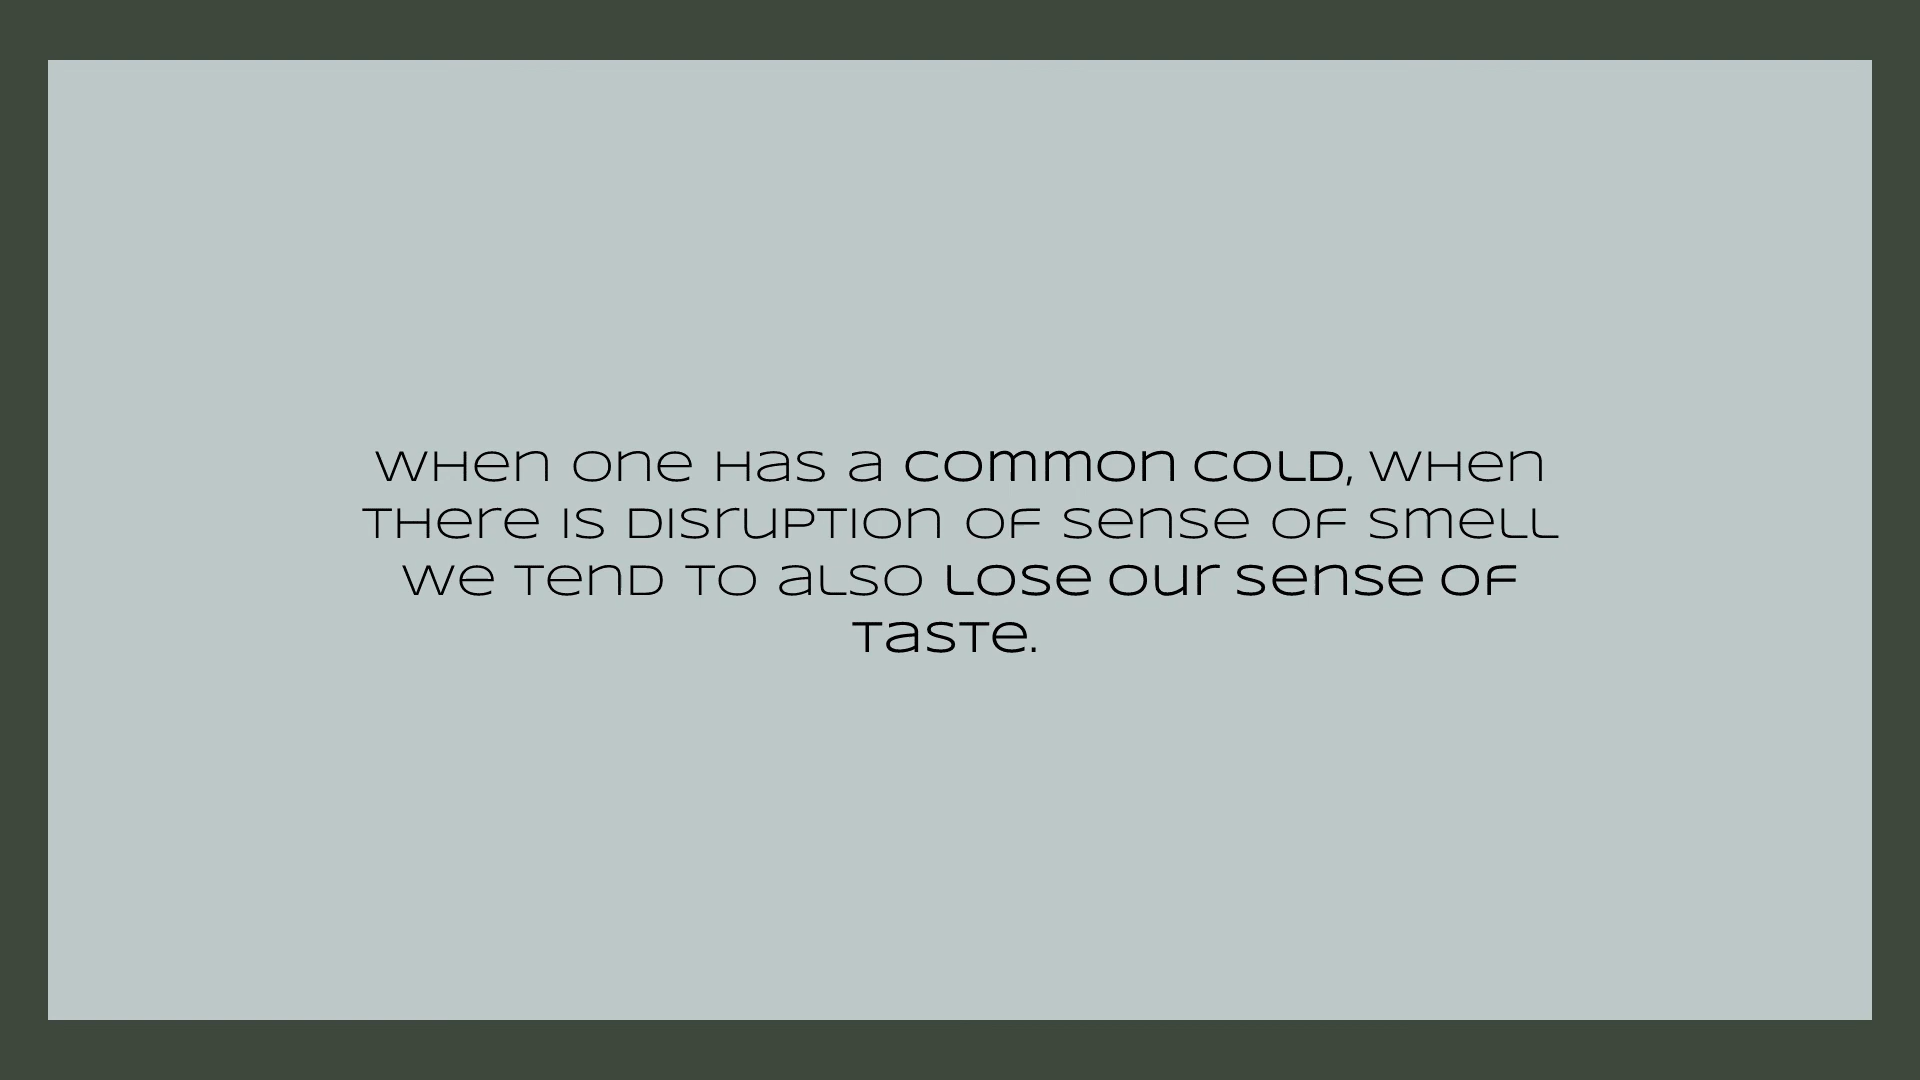 When one has a common cold, when
there is disruption of sense of smell
we tend to also lose our sense of
taste.